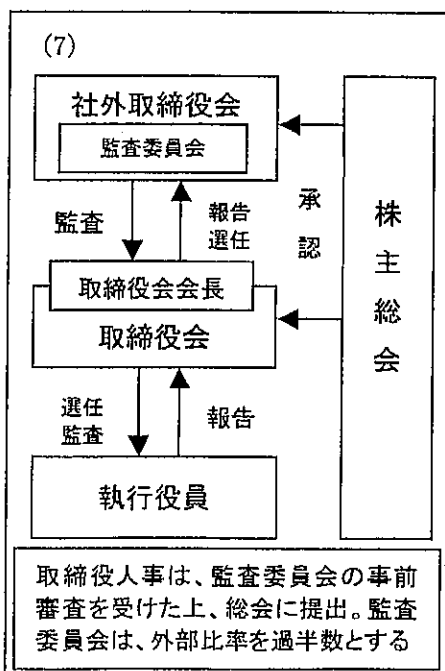 (7)
社外取締役会
監査委員会
監査
報告
選任
承認
株主総会
取締役会会長
取締役会
選任
監査
報告
執行役員
取締役人事は、監査委員会の事前
審査を受けた上、総会に提出。監査
委員会は、外部比率を過半数とする